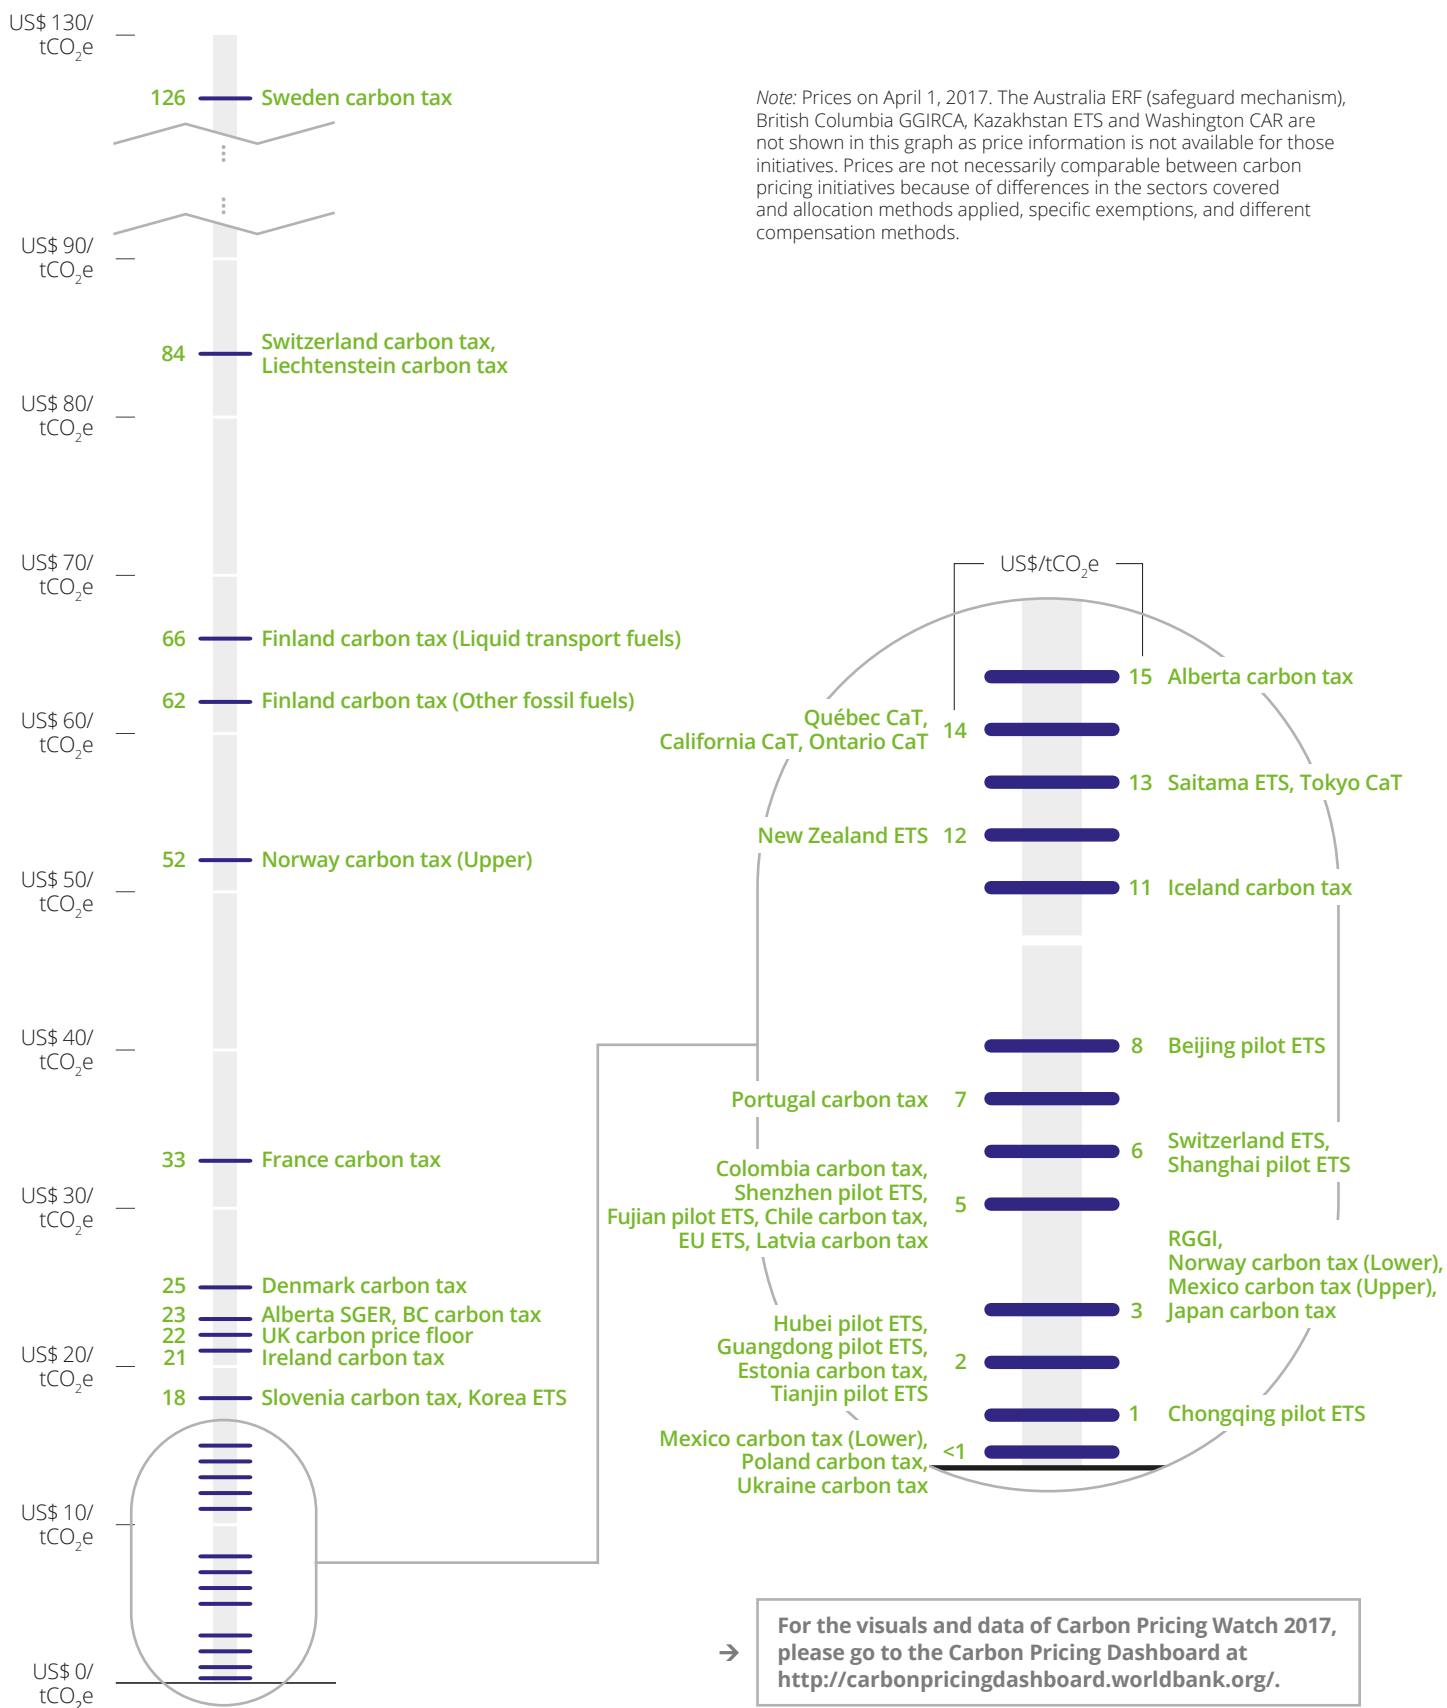 US$ 130/
tCO2e
126 Sweden carbon tax
US$ 90/
tCO2e
84 Switzerland carbon tax,
Liechtenstein carbon tax
US$ 80/
tCO2e
US$ 70/
tCO2e
66 Finland carbon tax (Liquid transport fuels)
62 Finland carbon tax (Other fossil fuels)
US$ 60/
tCO2e
52 Norway carbon tax (Upper)
US$ 50/
tCO2e
US$ 40/
tCO2e
33 France carbon tax
US$ 30/
tCO2e
25 Denmark carbon tax
23 Alberta SGER, BC carbon tax
22 UK carbon price floor
21 Ireland carbon tax
US$ 20/
tCO2e
18 Slovenia carbon tax, Korea ETS
US$ 10/
tCO2e
US$ 0/
tCO2e
Note: Prices on April 1, 2017. The Australia ERF (safeguard mechanism),
British Columbia GGIRCA, Kazakhstan ETS and Washington CAR are
not shown in this graph as price information is not available for those
initiatives. Prices are not necessarily comparable between carbon
pricing initiatives because of differences in the sectors covered
and allocation methods applied, specific exemptions, and different
compensation methods.
US$/tCO2e
15 Alberta carbon tax
Québec CaT,
California CaT, Ontario CaT 14
13 Saitama ETS, Tokyo CaT
New Zealand ETS 12
11 Iceland carbon tax
8 Beijing pilot ETS
Portugal carbon tax 7
6 Switzerland ETS,
Shanghai pilot ETS
Colombia carbon tax,
Shenzhen pilot ETS,
Fujian pilot ETS, Chile carbon tax, 5
EU ETS, Latvia carbon tax
RGGI,
Norway carbon tax (Lower),
Mexico carbon tax (Upper),
3 Japan carbon tax
Hubei pilot ETS,
Guangdong pilot ETS,
Estonia carbon tax, 2
Tianjin pilot ETS
1 Chongqing pilot ETS
Mexico carbon tax (Lower), <1
Poland carbon tax,
Ukraine carbon tax
→ For the visuals and data of Carbon Pricing Watch 2017,
please go to the Carbon Pricing Dashboard at
http://carbonpricingdashboard.worldbank.org/.